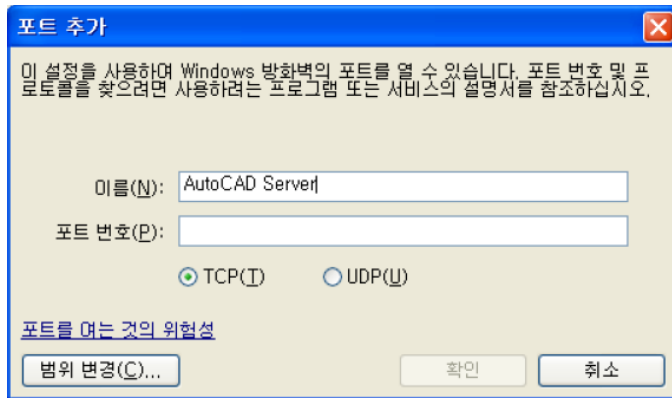 포트 추가
이 설정을 사용하여 Windows 방화벽의 포트를 열 수 있습니다. 포트 번호 및 프
로토콜을 찾으려면 사용하려는 프로그램 또는 서비스의 설명서를 참조하십시오.
이름(N): AutoCAD Server
포트 번호(P):
TCP(T) UDP(U)
포트를 여는 것의 위험성
범위 변경(C)... 확인 취소